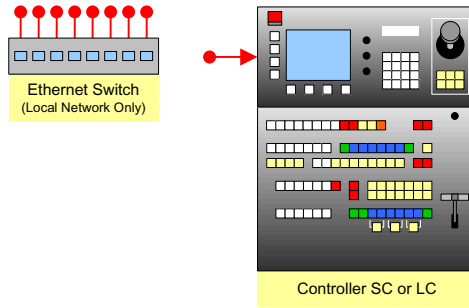 Ethernet Switch
(Local Network Only)
Controller SC or LC